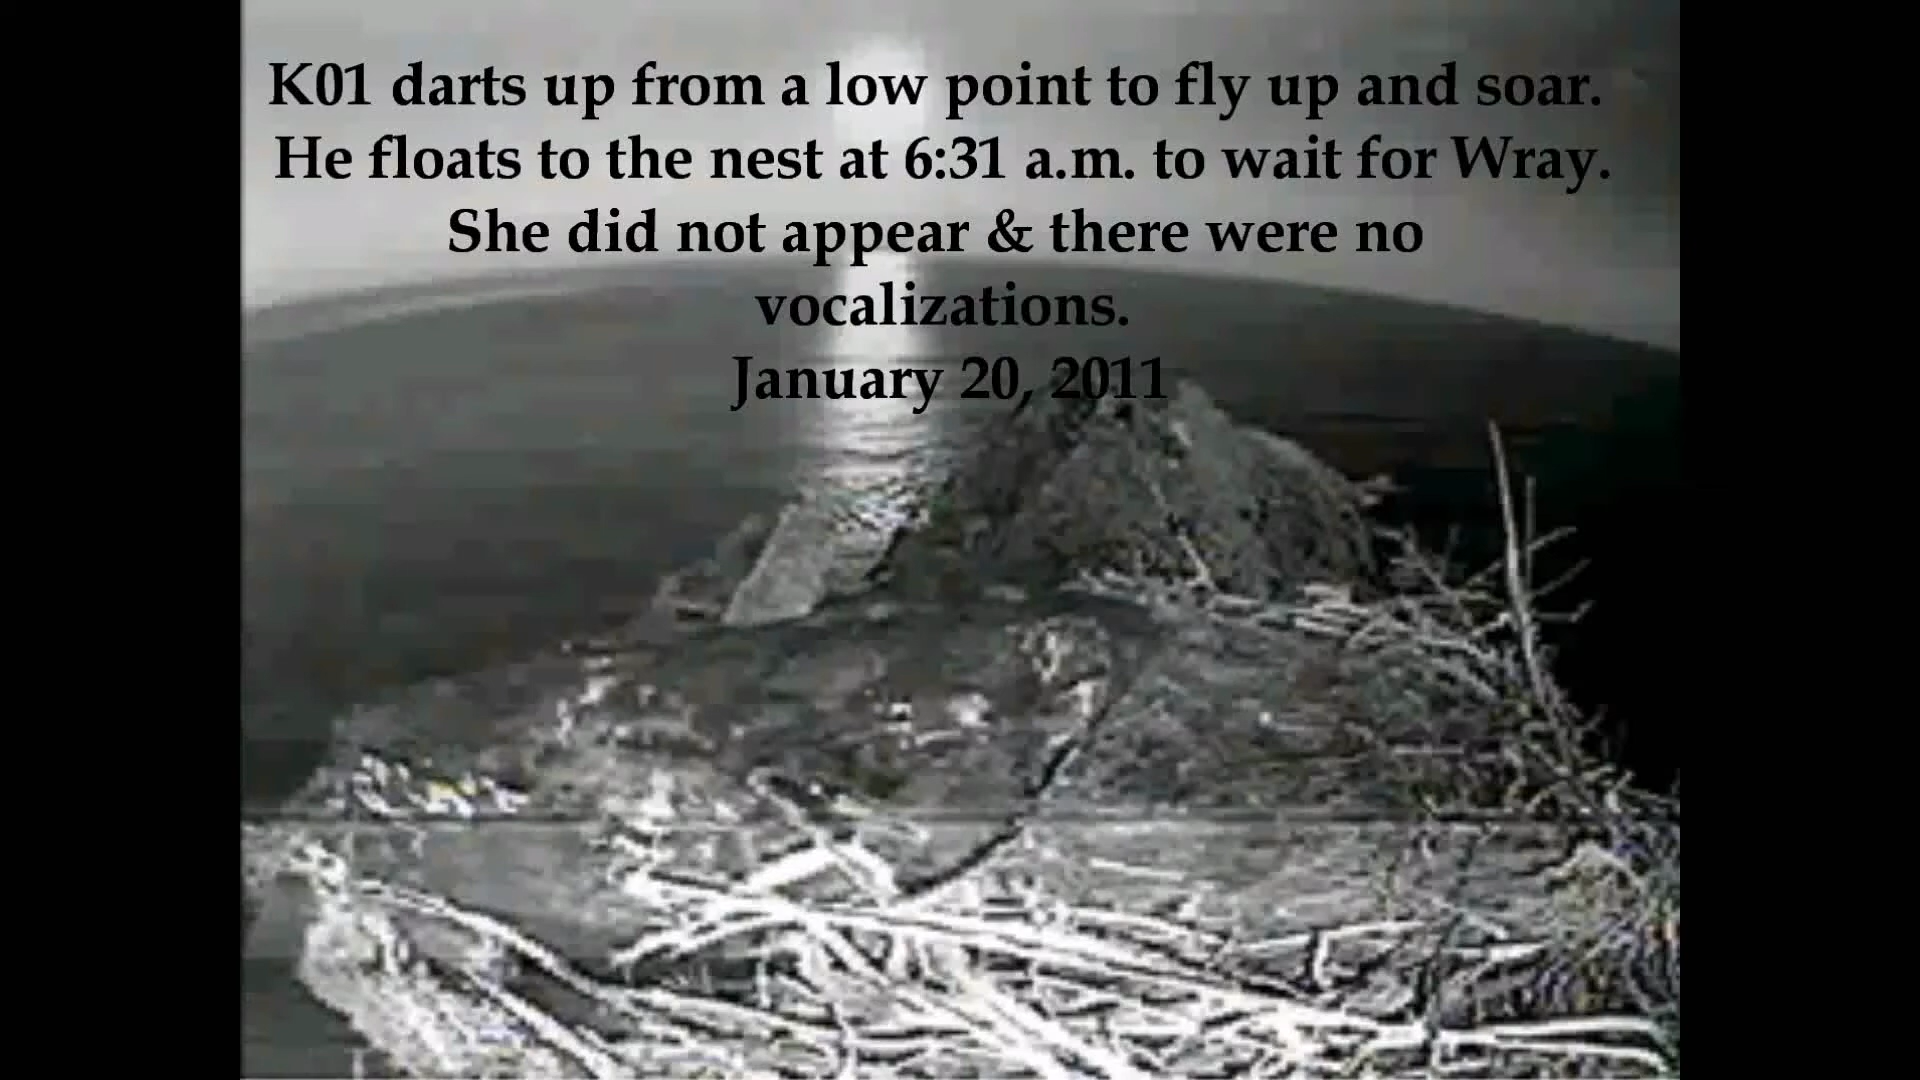 K01 darts up from a low point to fly up and soar.
He floats to the nest at 6:31 a.m. to wait for Wray.
She did not appear & there were no
vocalizations.
January 20, 2011